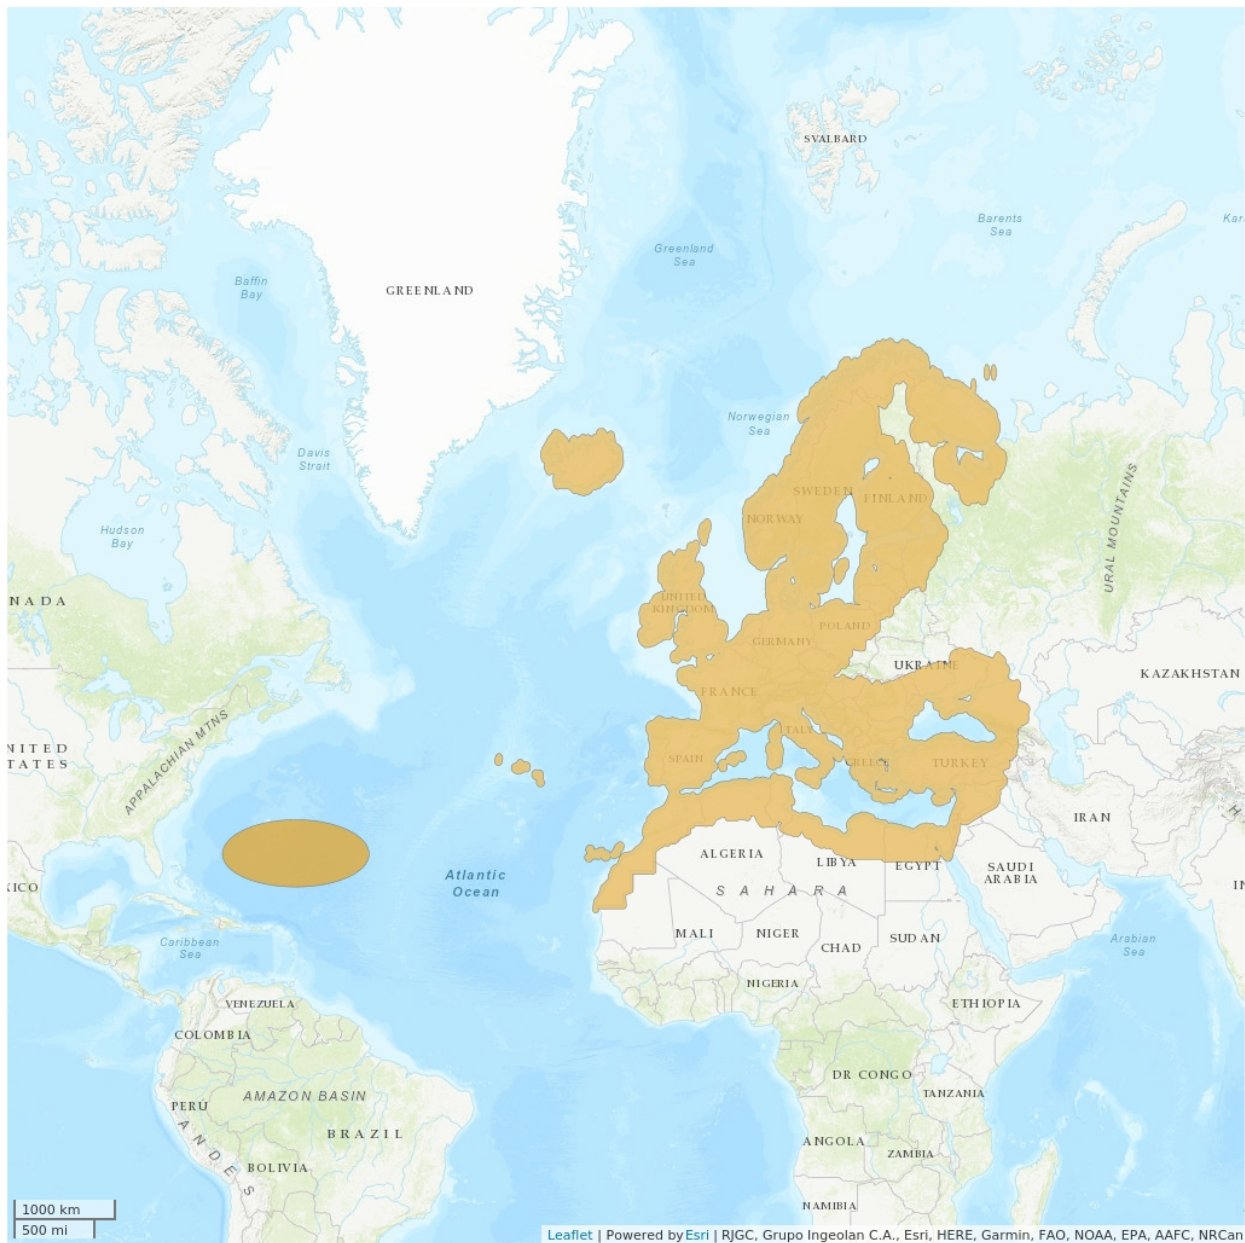 SVALBARD
Barents
Sea
Kar
Greenland
Sea
Baffin
Bay
GREENLAND
Norwegian
Sea
Davis
Strait
SWEDEN
FINLAND
NORWAY
Hudson
Bay
URAL MOUNTAINS
NADA
UNITED
KINGDOM
POLAND
GERMANY
UKRAINE
KAZAKHSTAN
FRANCE
ITALY
NITED
TATES
APPALACHIAN MTNS
SPAIN
GREECE
TURKEY
IRAN
ALGERIA
LIBYA
EGYPT
SAUDI
ARABIA
Atlantic
Ocean
XICO
SAHARA
IN
H
MALI
NIGER
CHAD
SUDAN
Caribbean
Sea
Arabian
Sea
NIGERIA
ETHIOPIA
VENEZUELA
COLOMBIA
DR CONGO
TANZANIA
AMAZON BASIN
PERU
BRAZIL
ANDES
ANGOLA
ZAMBIA
BOLIVIA
NAMIBIA
1000 km
500 mi
Leaflet | Powered by Esri | RJGC, Grupo Ingeolan C.A., Esri, HERE, Garmin, FAO, NOAA, EPA, AAFC, NRCan